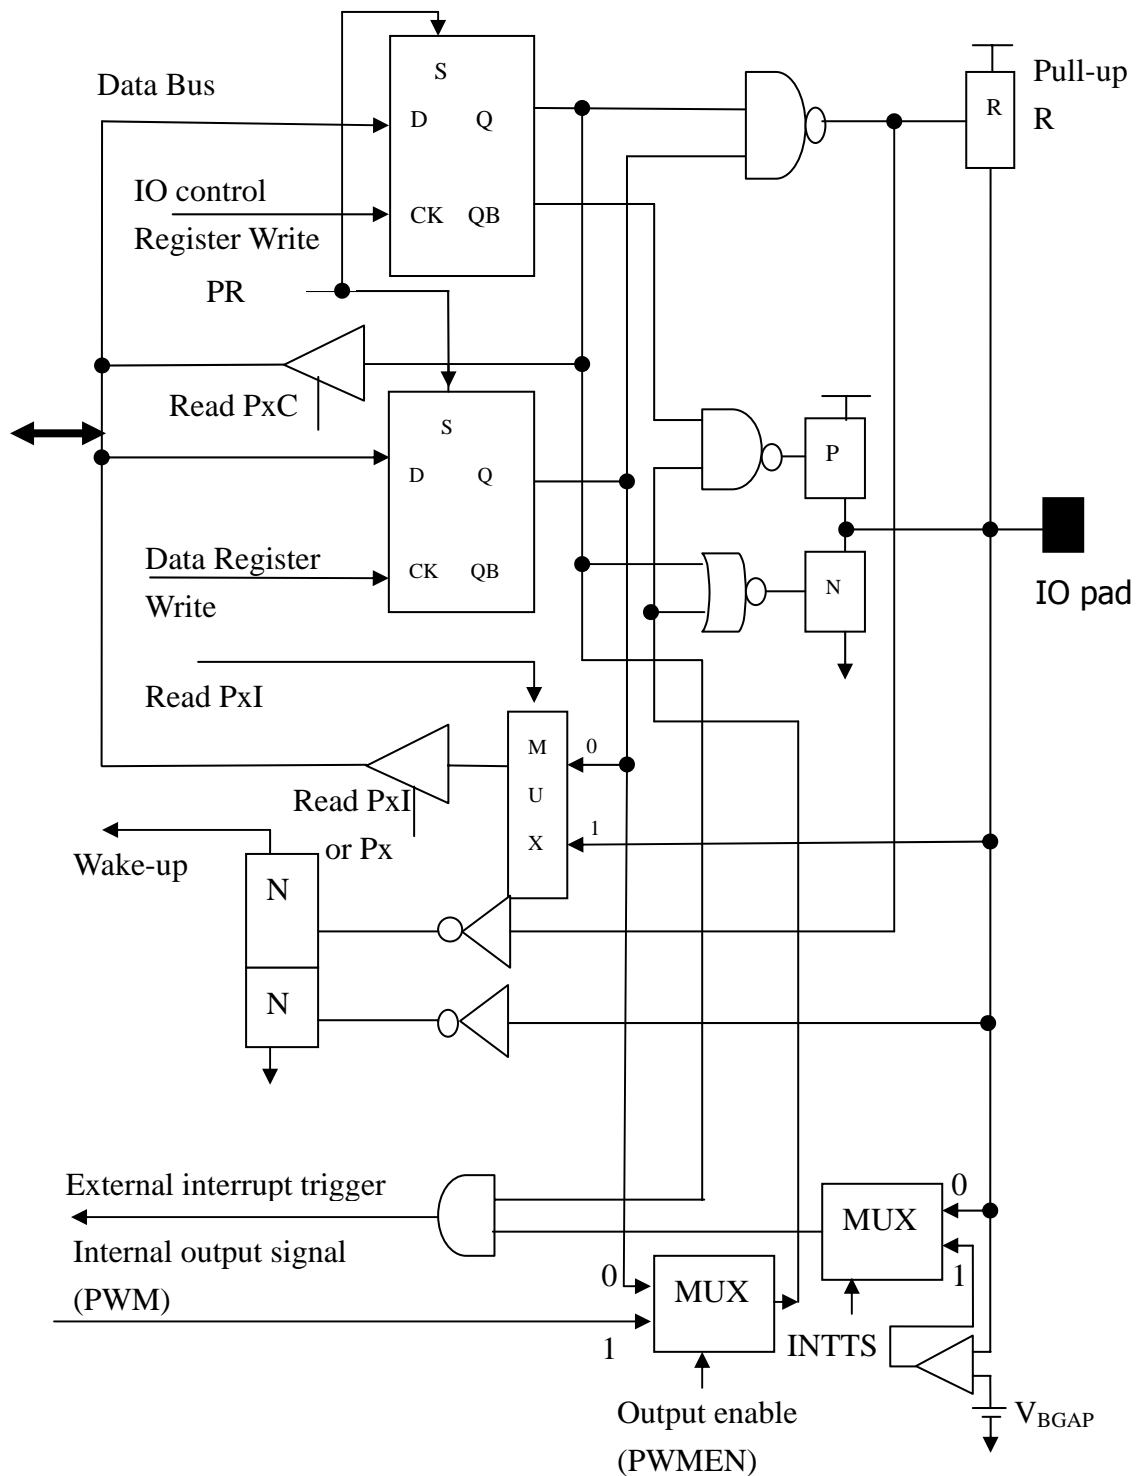 Data Bus
S
D Q
CK QB
IO control
Register Write
PR
R
Pull-up
R
Read PxC
S
D Q
CK QB
Data Register
Write
P
N
IO pad
Read PxI
M
U
X
0
1
Read PxI
or Px
Wake-up
N
N
External interrupt trigger
Internal output signal
(PWM)
0
1
MUX
Output enable
(PWMEN)
MUX
0
1
INTTS
VBGAP